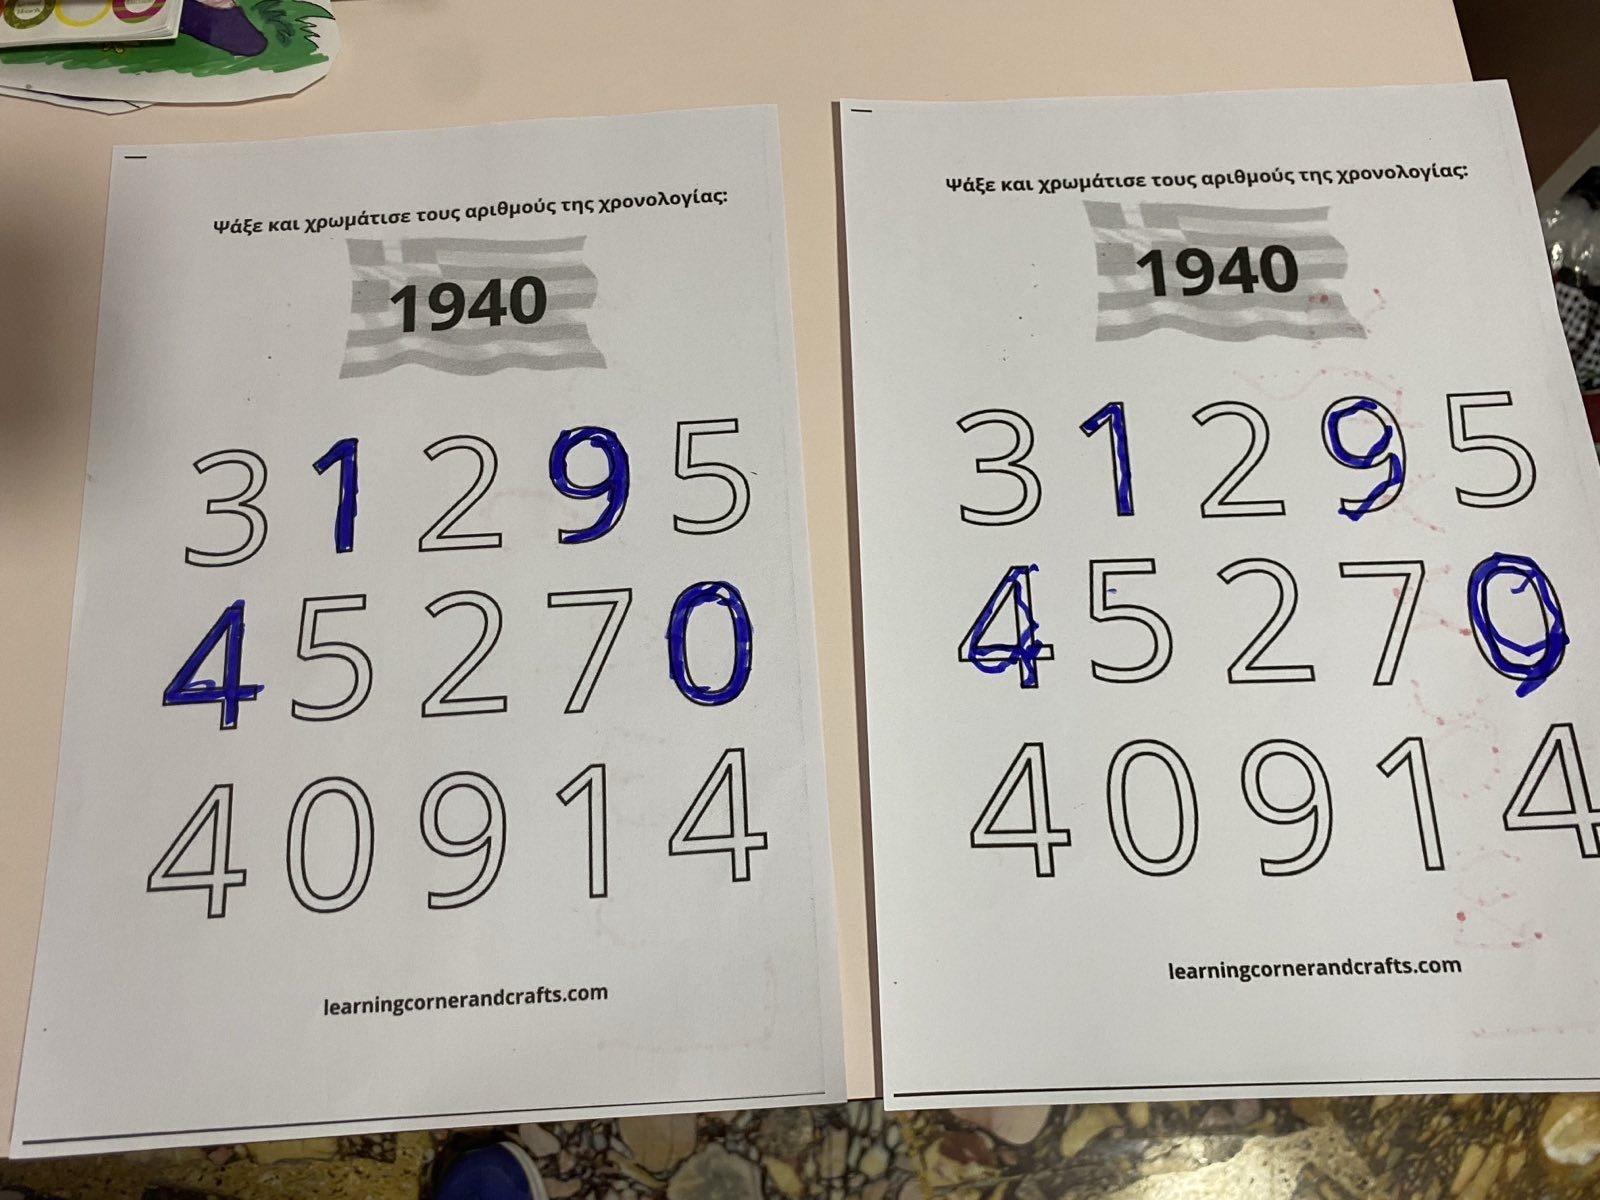 Ψάξε και χρωμάτισε τους αριθμούς της χρονολογίας:
1940
3 1 2 9 5
4 5 2 7 0
4 0 9 1 4
learningcornerandcrafts.com
Ψάξε και χρωμάτισε τους αριθμούς της χρονολογίας:
1940
3 1 2 9 5
4 5 2 7 0
4 0 9 1 4
learningcornerandcrafts.com